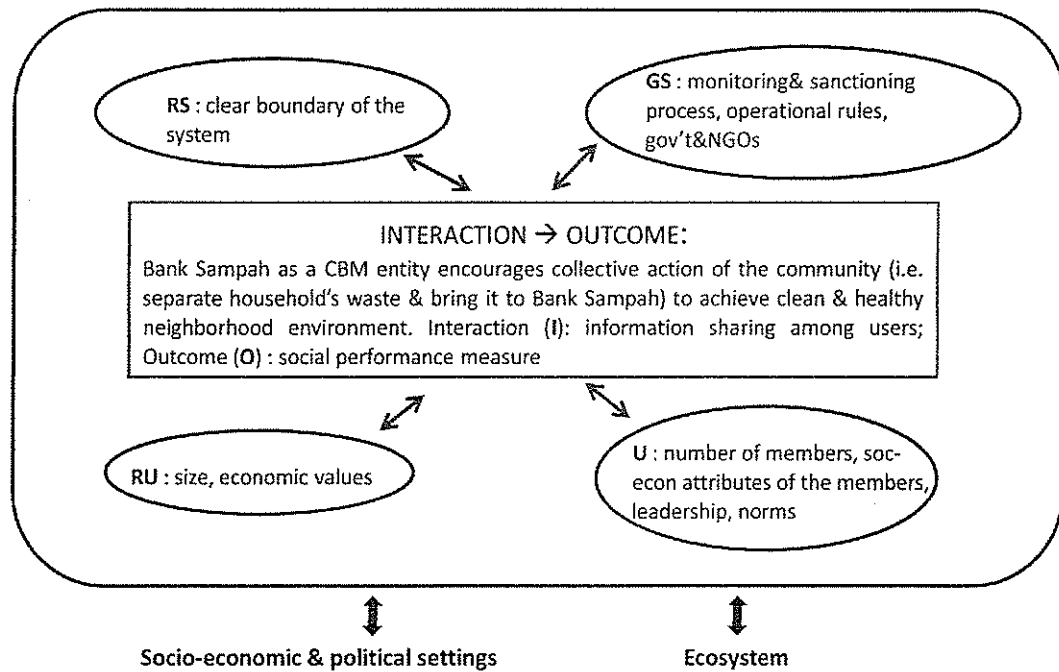 RS : clear boundary of the
system
GS : monitoring& sanctioning
process, operational rules,
gov't&NGOs
INTERACTION → OUTCOME:
Bank Sampah as a CBM entity encourages collective action of the community (i.e.
separate household's waste & bring it to Bank Sampah) to achieve clean & healthy
neighborhood environment. Interaction (I): information sharing among users;
Outcome (O) : social performance measure
RU : size, economic values
U : number of members, soc-
econ attributes of the members,
leadership, norms
Socio-economic & political settings
Ecosystem